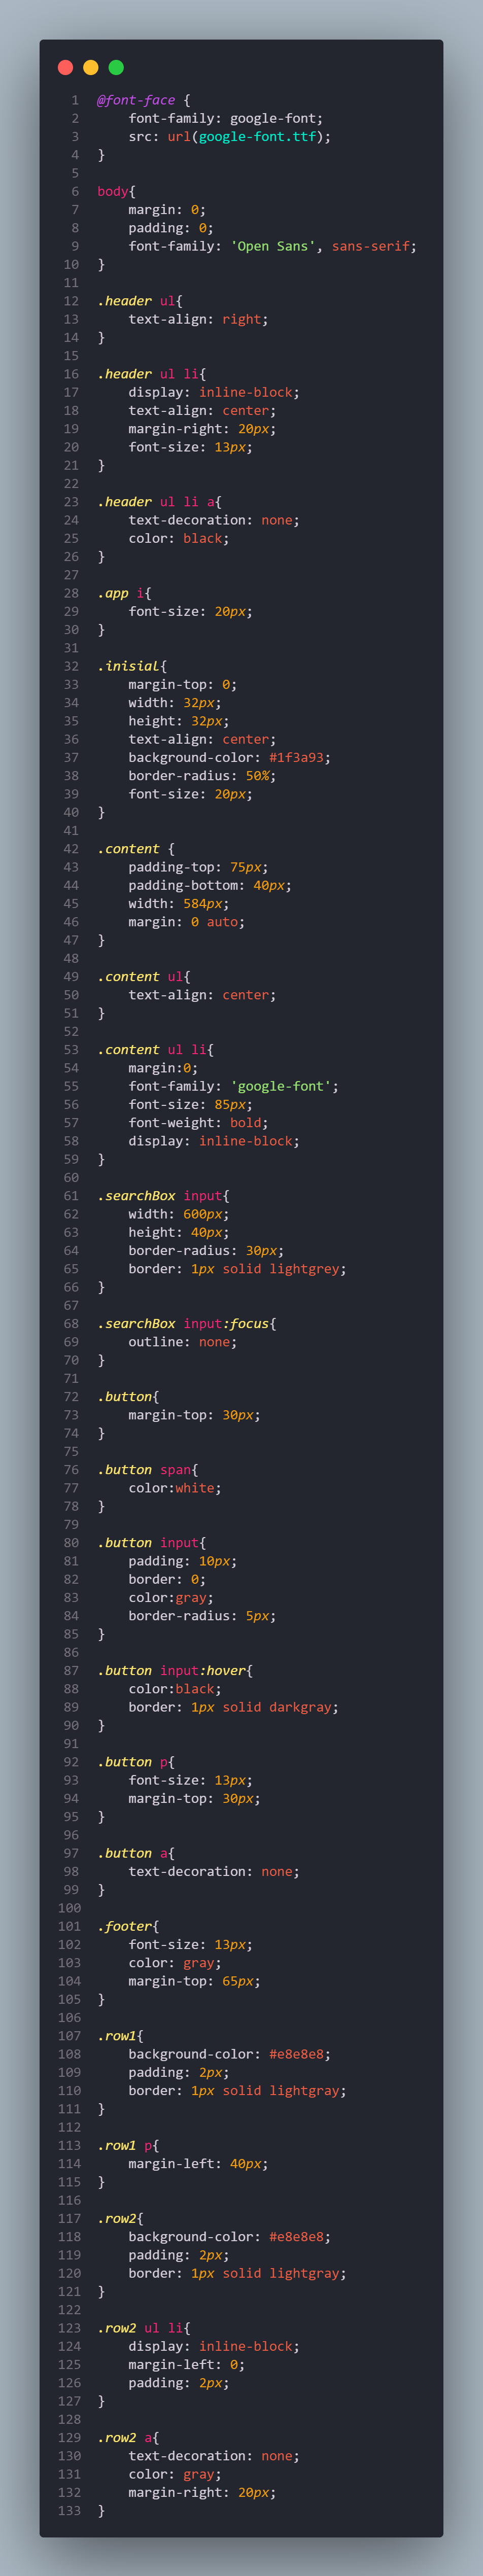 1 @font-face {
2     font-family: google-font;
3     src: url(google-font.ttf);
4 }
5
6 body{
7     margin: 0;
8     padding: 0;
9     font-family: 'Open Sans', sans-serif;
10 }
11
12 .header ul{
13     text-align: right;
14 }
15
16 .header ul li{
17     display: inline-block;
18     text-align: center;
19     margin-right: 20px;
20     font-size: 13px;
21 }
22
23 .header ul li a{
24     text-decoration: none;
25     color: black;
26 }
27
28 .app i{
29     font-size: 20px;
30 }
31
32 .inisial{
33     margin-top: 0;
34     width: 32px;
35     height: 32px;
36     text-align: center;
37     background-color: #1f3a93;
38     border-radius: 50%;
39     font-size: 20px;
40 }
41
42 .content {
43     padding-top: 75px;
44     padding-bottom: 40px;
45     width: 584px;
46     margin: 0 auto;
47 }
48
49 .content ul{
50     text-align: center;
51 }
52
53 .content ul li{
54     margin:0;
55     font-family: 'google-font';
56     font-size: 85px;
57     font-weight: bold;
58     display: inline-block;
59 }
60
61 .searchBox input{
62     width: 600px;
63     height: 40px;
64     border-radius: 30px;
65     border: 1px solid lightgrey;
66 }
67
68 .searchBox input:focus{
69     outline: none;
70 }
71
72 .button{
73     margin-top: 30px;
74 }
75
76 .button span{
77     color:white;
78 }
79
80 .button input{
81     padding: 10px;
82     border: 0;
83     color:gray;
84     border-radius: 5px;
85 }
86
87 .button input:hover{
88     color:black;
89     border: 1px solid darkgray;
90 }
91
92 .button p{
93     font-size: 13px;
94     margin-top: 30px;
95 }
96
97 .button a{
98     text-decoration: none;
99 }
100
101 .footer{
102     font-size: 13px;
103     color: gray;
104     margin-top: 65px;
105 }
106
107 .row1{
108     background-color: #e8e8e8;
109     padding: 2px;
110     border: 1px solid lightgray;
111 }
112
113 .row1 p{
114     margin-left: 40px;
115 }
116
117 .row2{
118     background-color: #e8e8e8;
119     padding: 2px;
120     border: 1px solid lightgray;
121 }
122
123 .row2 ul li{
124     display: inline-block;
125     margin-left: 0;
126     padding: 2px;
127 }
128
129 .row2 a{
130     text-decoration: none;
131     color: gray;
132     margin-right: 20px;
133 }